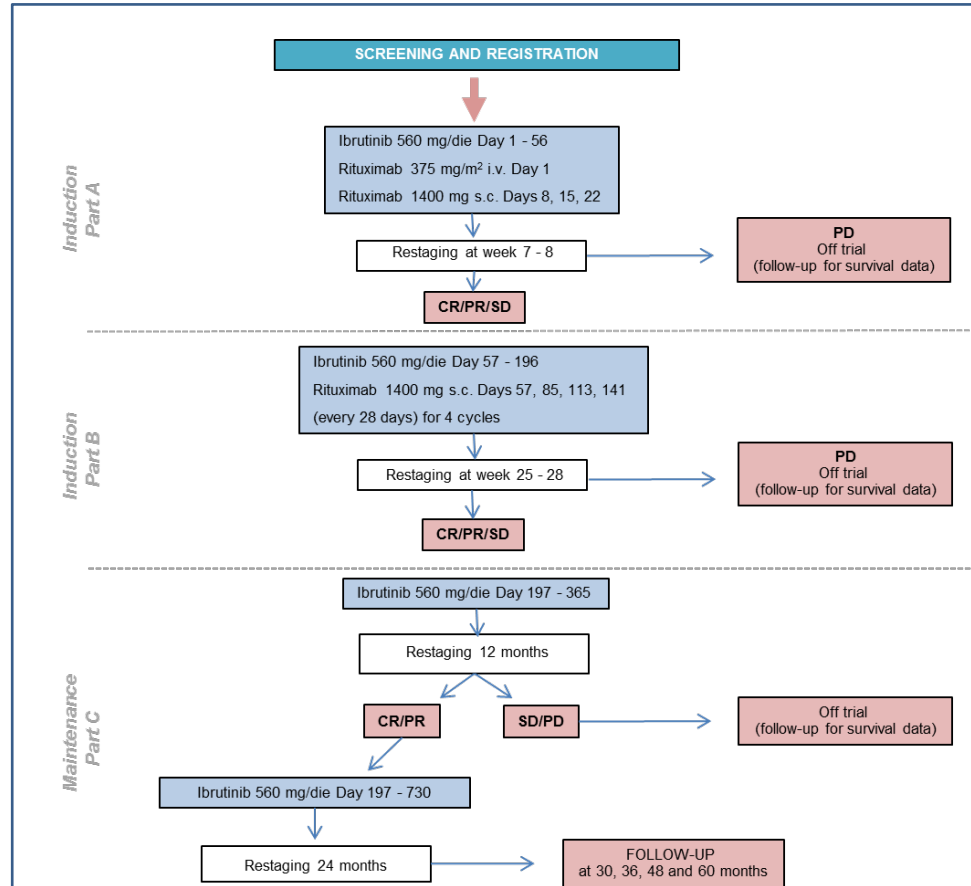 SCREENING AND REGISTRATION
Induction
Part A
Ibrutinib 560 mg/die Day 1 - 56
Rituximab 375 mg/m² i.v. Day 1
Rituximab 1400 mg s.c. Days 8, 15, 22
Restaging at week 7 - 8
PD
Off trial
(follow-up for survival data)
CR/PR/SD
Induction
Part B
Ibrutinib 560 mg/die Day 57 - 196
Rituximab 1400 mg s.c. Days 57, 85, 113, 141
(every 28 days) for 4 cycles
Restaging at week 25 - 28
PD
Off trial
(follow-up for survival data)
CR/PR/SD
Maintenance
Part C
Ibrutinib 560 mg/die Day 197 - 365
Restaging 12 months
CR/PR
SD/PD
Off trial
(follow-up for survival data)
Ibrutinib 560 mg/die Day 197 - 730
Restaging 24 months
FOLLOW-UP
at 30, 36, 48 and 60 months